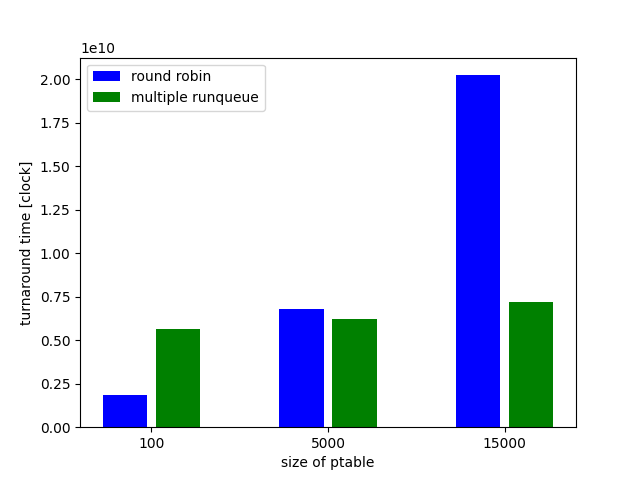 1e10
round robin
multiple runqueue
2.00
1.75
1.50
1.25
1.00
0.75
0.50
0.25
0.00
turnaround time [clock]
100 5000 15000
size of ptable